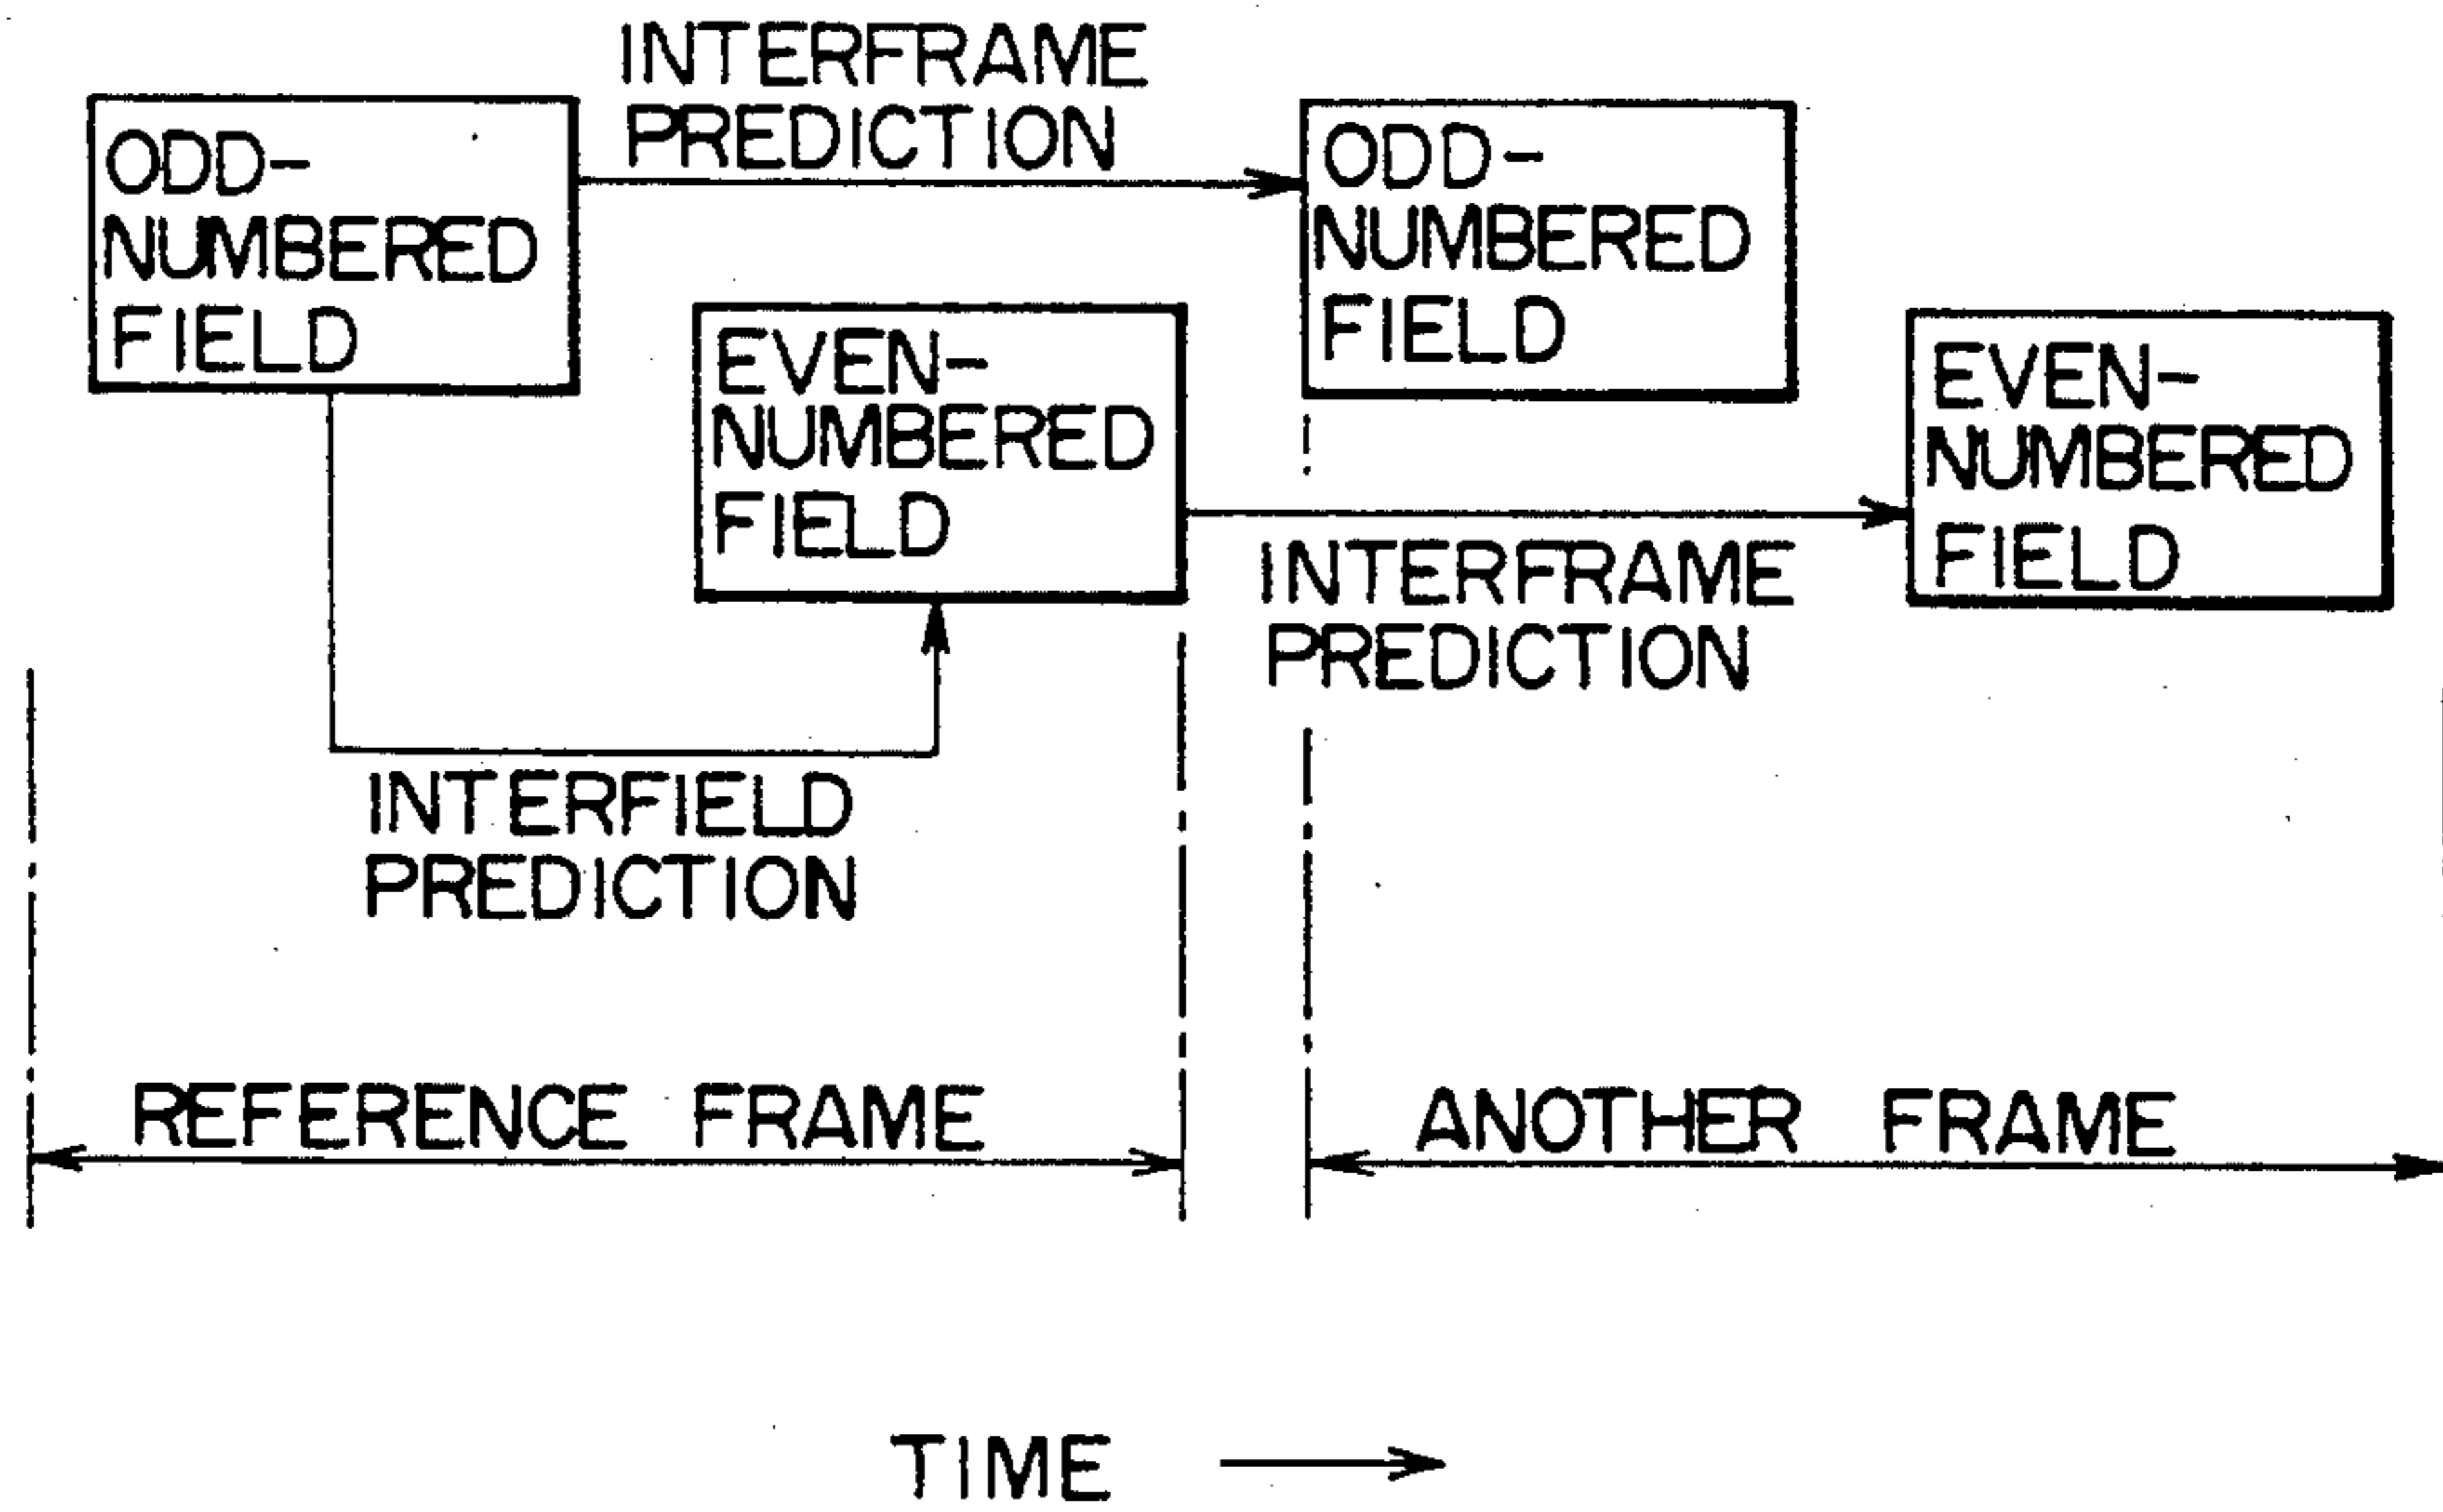 INTERFRAME
PREDICTION
ODD-
NUMBERED
FIELD
ODD-
NUMBERED
FIELD
EVEN-
NUMBERED
FIELD
EVEN-
NUMBERED
FIELD
INTERFRAME
PREDICTION
INTERFIELD
PREDICTION
REFERENCE FRAME
ANOTHER FRAME
TIME